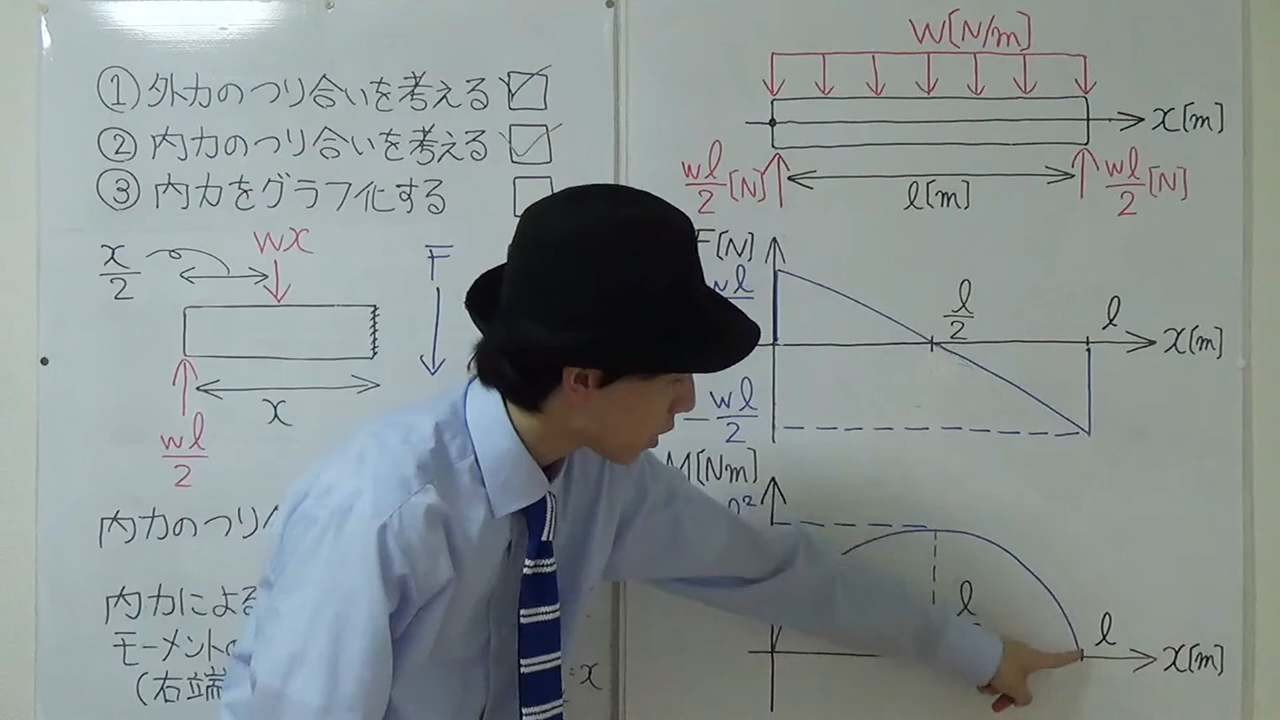 ①外力のつり合いを考える
②内力のつり合いを考える
③内力をグラフ化する
x/2
wx
F
x
wl/2
内力のつり
内力による
モーメントの
(右端
=x
W[N/m]
x[m]
wl/2[N]
l[m]
wl/2[N]
F[N]
wl
l/2
l
x[m]
-wl/2
M[Nm]
l²
l
l
x[m]